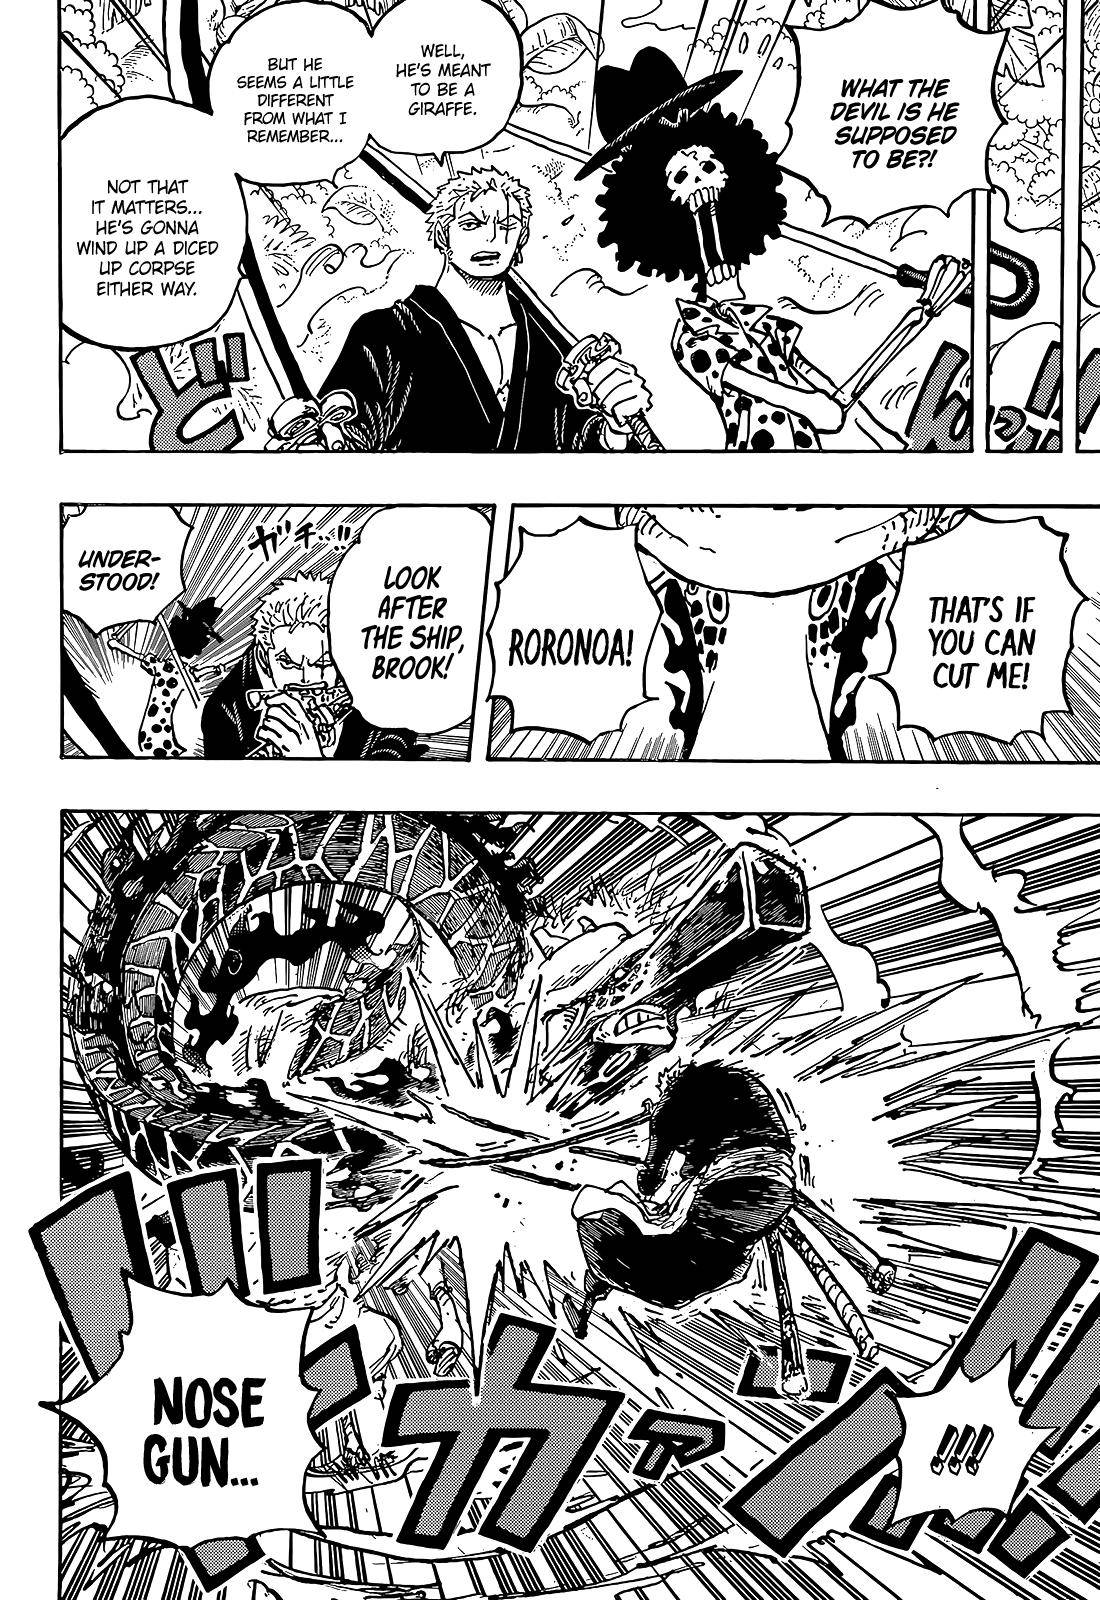 WHAT THE
DEVIL IS HE
SUPPOSED
TO BE?!
WELL,
HE'S MEANT
TO BE A
GIRAFFE.
BUT HE
SEEMS A LITTLE
DIFFERENT
FROM WHAT I
REMEMBER...
NOT THAT
IT MATTERS...
HE'S GONNA
WIND UP A DICED
UP CORPSE
EITHER WAY.
THAT'S IF
YOU CAN
CUT ME!
RORONOA!
LOOK
AFTER
THE SHIP,
BROOK!
ガチ..!!
UNDER-
STOOD!
!!!!
NOSE
GUN...